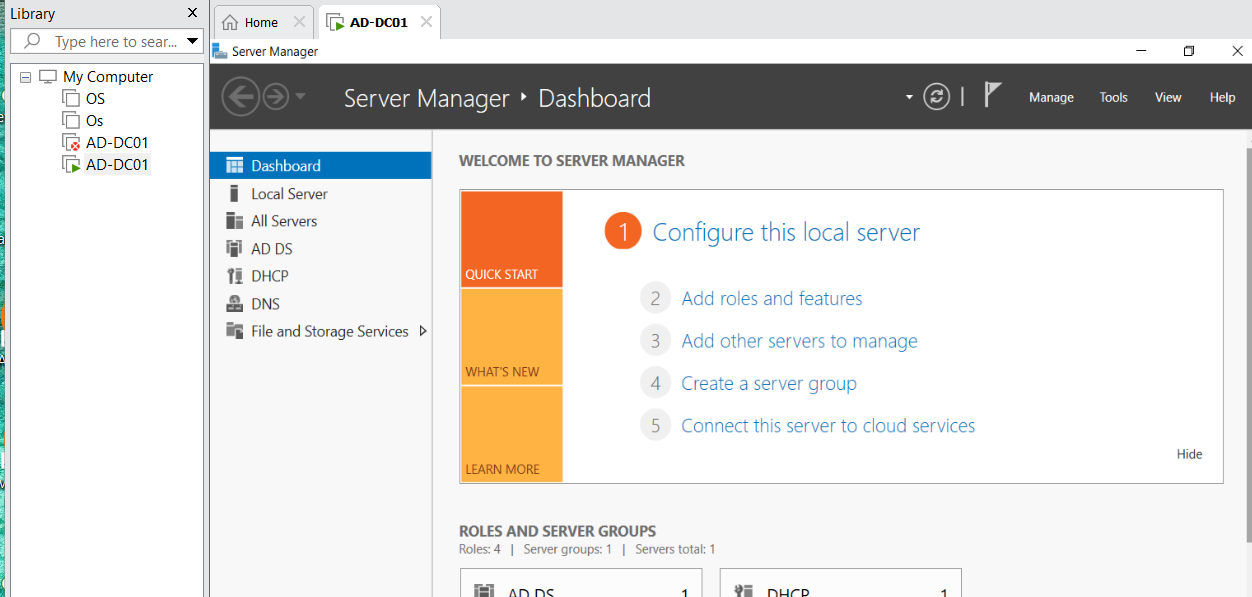 Library
Type here to sear...
My Computer
OS
Os
AD-DC01
AD-DC01
Home
AD-DC01
Server Manager
Server Manager • Dashboard
Manage
Tools
View
Help
Dashboard
Local Server
All Servers
AD DS
DHCP
DNS
File and Storage Services
WELCOME TO SERVER MANAGER
QUICK START
WHAT'S NEW
LEARN MORE
1 Configure this local server
2 Add roles and features
3 Add other servers to manage
4 Create a server group
5 Connect this server to cloud services
Hide
ROLES AND SERVER GROUPS
Roles: 4 | Server groups: 1 | Servers total: 1
AD DS 1
DHCP 1